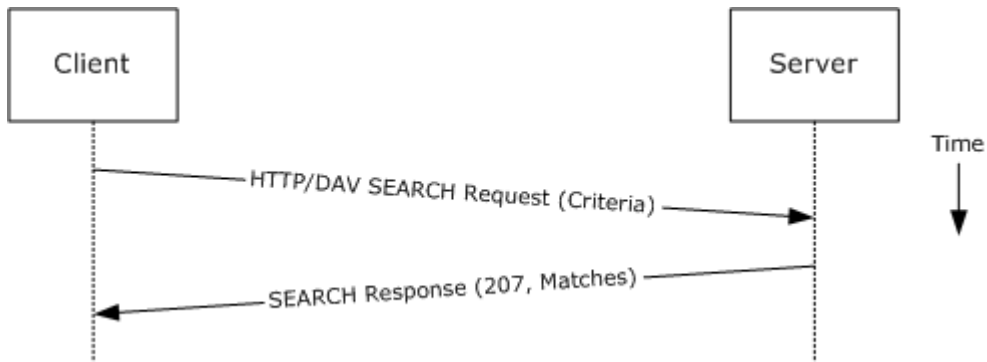 Client
Server
Time
HTTP/DAV SEARCH Request (Criteria)
SEARCH Response (207, Matches)